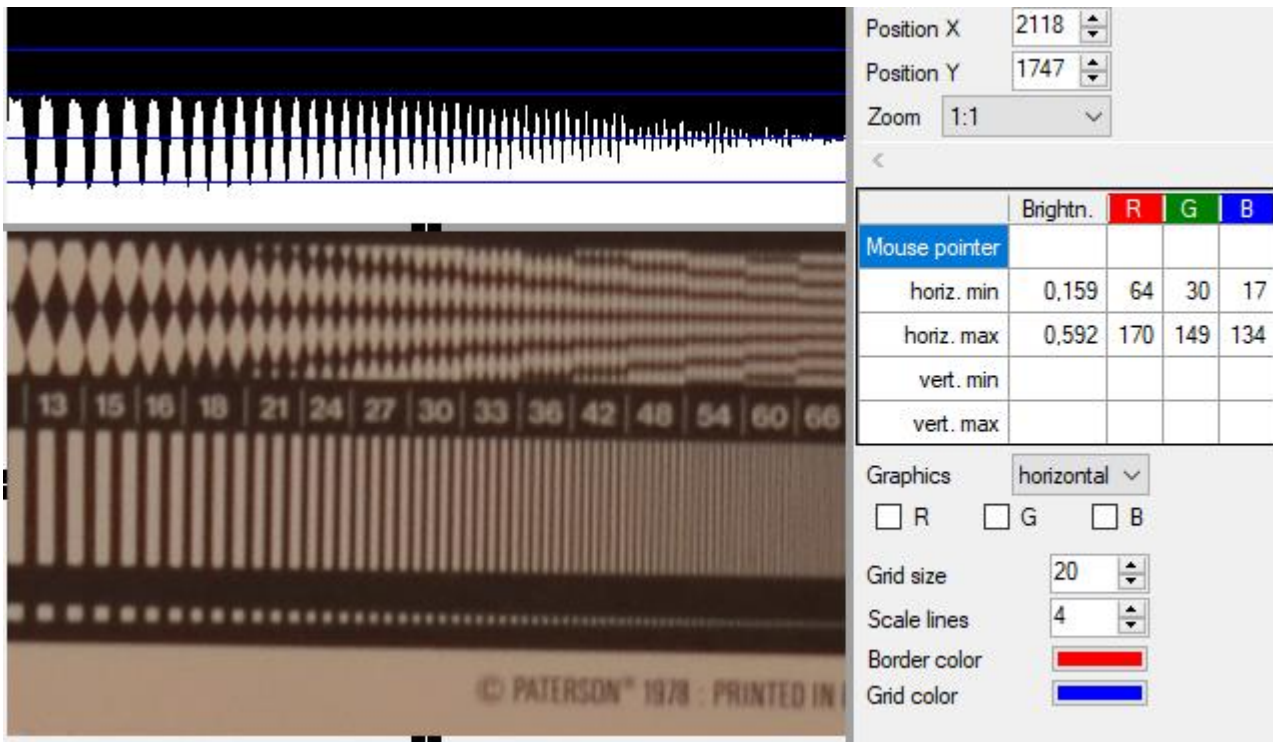 Position X 2118
Position Y 1747
Zoom 1:1
<
Brightn. R G B
Mouse pointer
horiz. min 0,159 64 30 17
horiz. max 0,592 170 149 134
vert. min
vert. max
Graphics horizontal
R G B
Grid size 20
Scale lines 4
Border color
Grid color
13 15 16 18 21 24 27 30 33 36 42 48 54 60 66
© PATERSON" 1978 : PRINTED IN